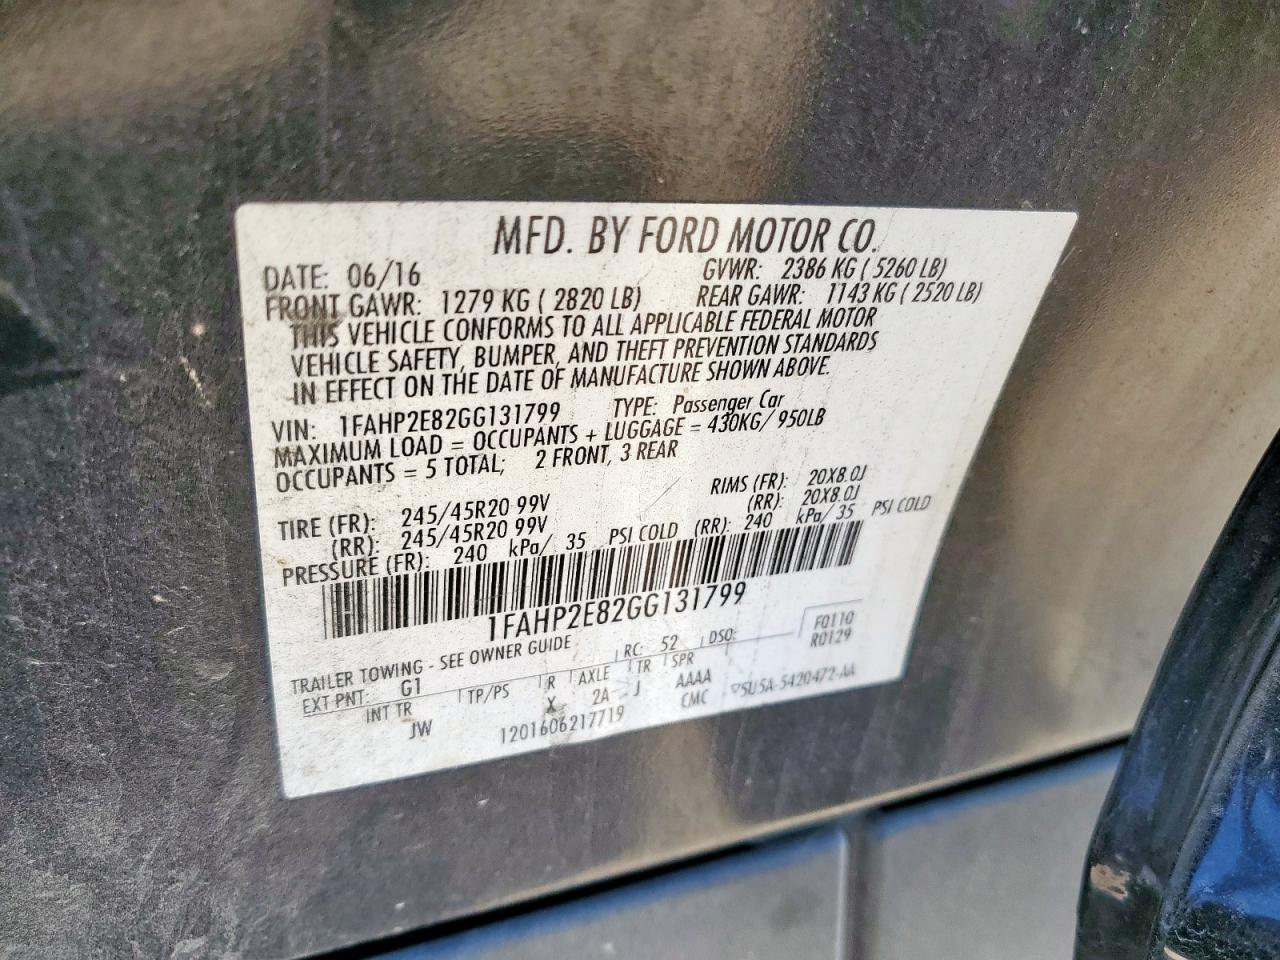 MFD. BY FORD MOTOR CO.
DATE: 06/16 GVWR: 2386 KG ( 5260 LB)
FRONT GAWR: 1279 KG ( 2820 LB) REAR GAWR: 1143 KG ( 2520 LB)
THIS VEHICLE CONFORMS TO ALL APPLICABLE FEDERAL MOTOR
VEHICLE SAFETY, BUMPER, AND THEFT PREVENTION STANDARDS
IN EFFECT ON THE DATE OF MANUFACTURE SHOWN ABOVE.
VIN: 1FAHP2E82GG131799 TYPE: Passenger Car
MAXIMUM LOAD = OCCUPANTS + LUGGAGE = 430KG/ 950LB
OCCUPANTS = 5 TOTAL; 2 FRONT, 3 REAR
RIMS (FR): 20X8.0J
TIRE (FR): 245/45R20 99V (RR): 20X8.0J
(RR): 245/45R20 99V
PRESSURE (FR): 240 kPa/ 35 PSI COLD (RR): 240 kPa/ 35 PSI COLD
1FAHP2E82GG131799
TRAILER TOWING - SEE OWNER GUIDE RC: 52 DSO: F0110
R0129
EXT PNT: G1 TP/PS R AXLE TR SPR
INT TR X 2A J AAAA
JW 1201606217719 CMC SU5A-5420472-AA